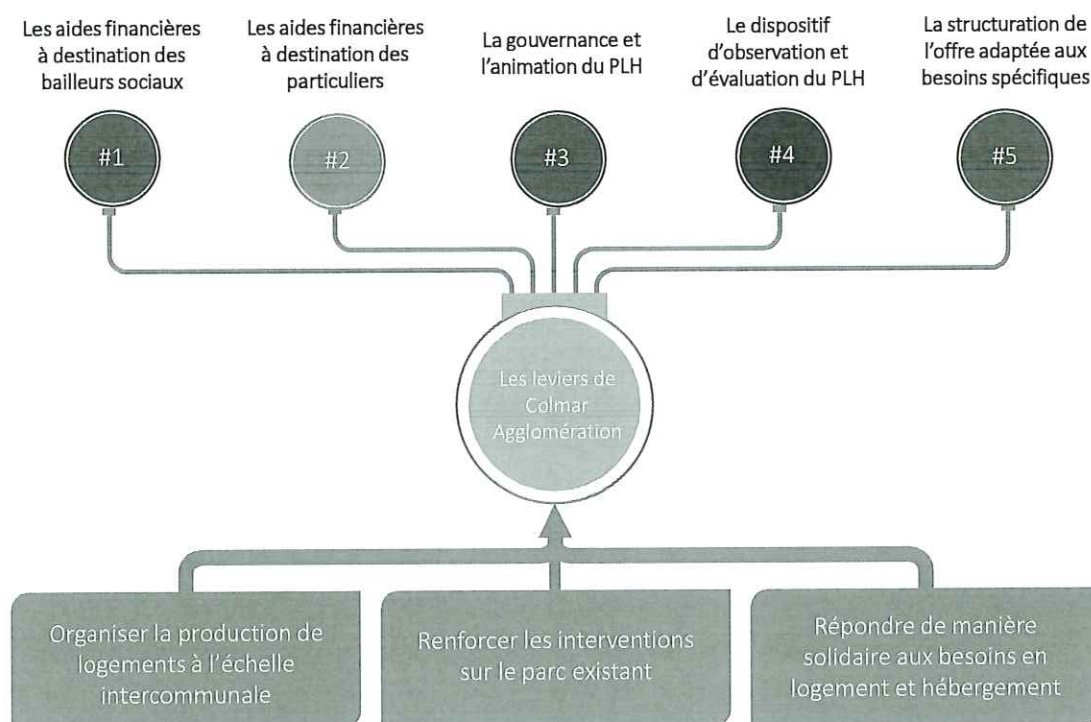 Les aides financières
à destination des
bailleurs sociaux
Les aides financières
à destination des
particuliers
La gouvernance et
l'animation du PLH
Le dispositif
d'observation et
d'évaluation du PLH
La structuration de
l'offre adaptée aux
besoins spécifiques
#1
#2
#3
#4
#5
Les leviers de
Colmar
Agglomération
Organiser la production de
logements à l'échelle
intercommunale
Renforcer les interventions
sur le parc existant
Répondre de manière
solidaire aux besoins en
logement et hébergement